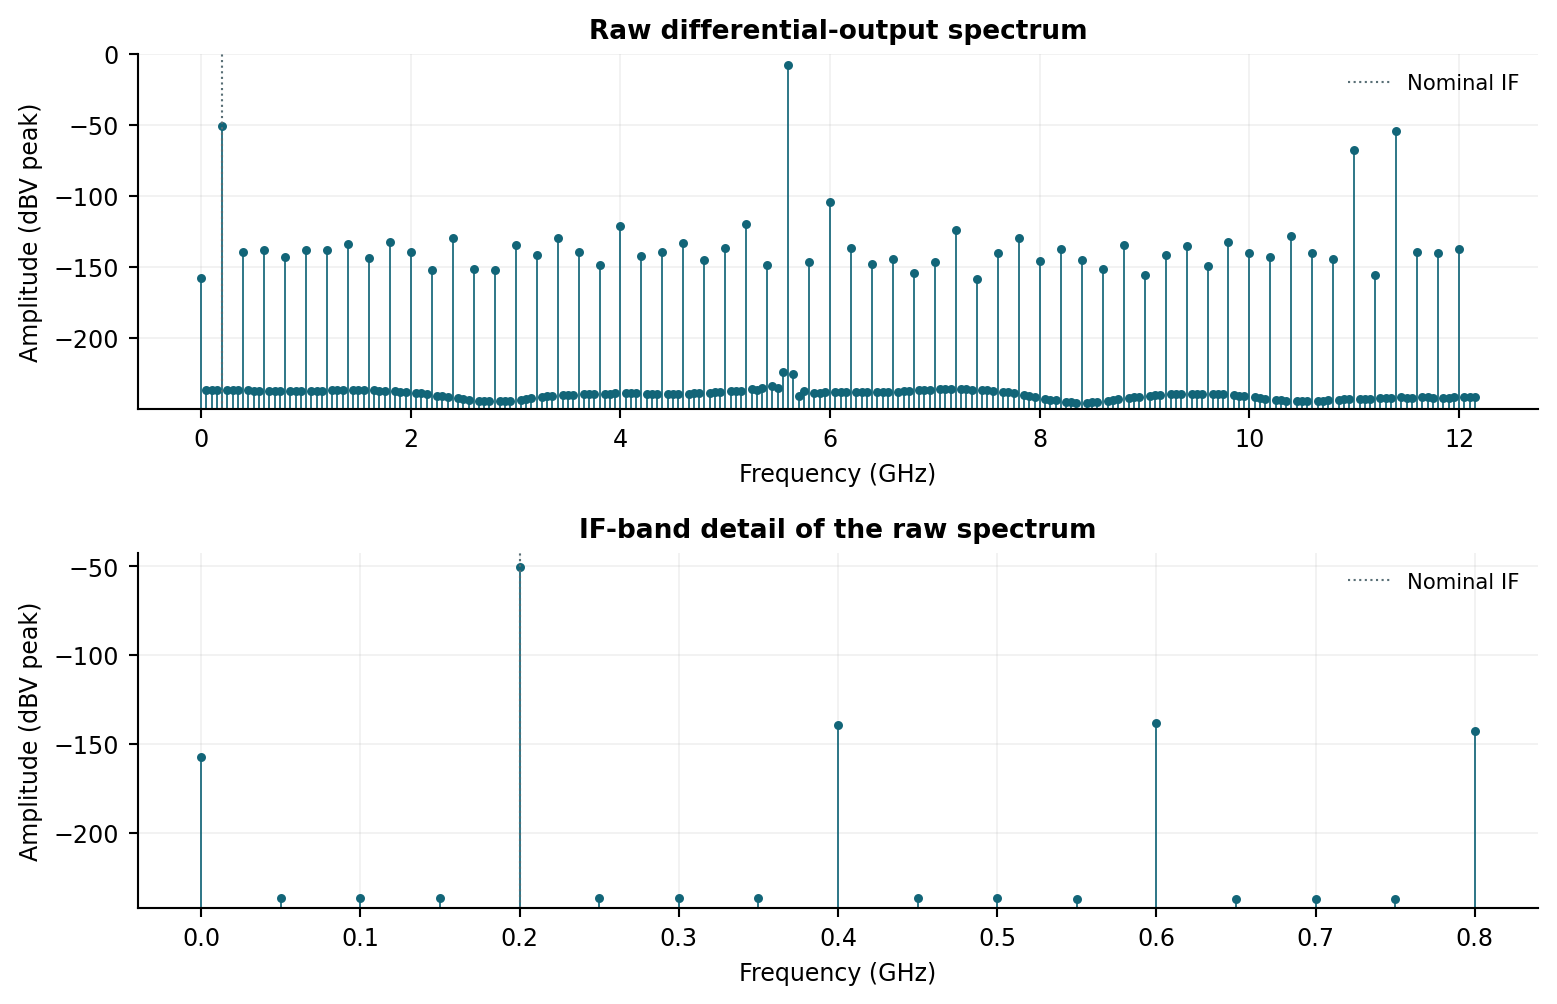 Raw differential-output spectrum
Amplitude (dBV peak)
0
−50
−100
−150
−200
Nominal IF
0 2 4 6 8 10 12
Frequency (GHz)
IF-band detail of the raw spectrum
Amplitude (dBV peak)
−50
−100
−150
−200
Nominal IF
0.0 0.1 0.2 0.3 0.4 0.5 0.6 0.7 0.8
Frequency (GHz)